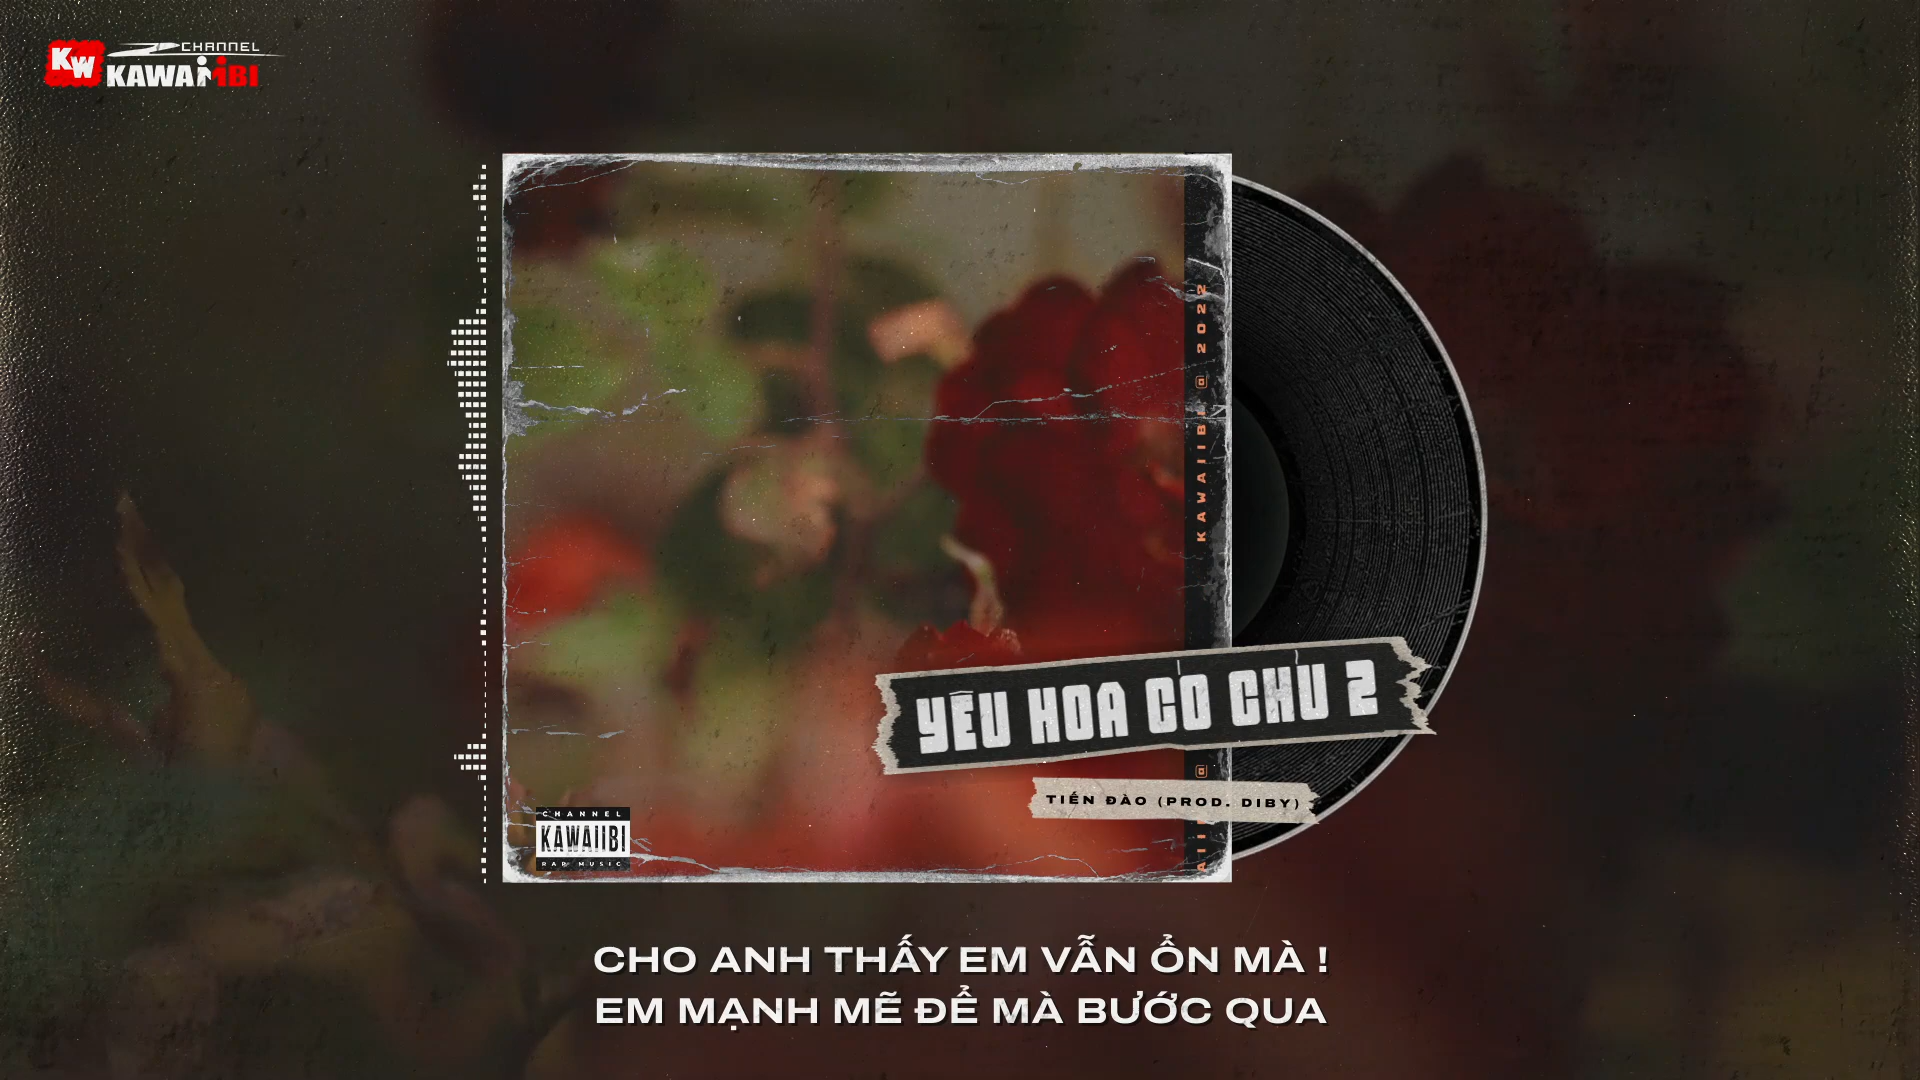 KW
CHANNEL
KAWAIIBI
KAWAIIBI @ 2022
YÊU HOA CÓ CHỦ 2
TIẾN ĐÀO (PROD. DIBY)
CHANNEL
KAWAIIBI
RAP MUSIC
CHO ANH THẤY EM VẪN ỔN MÀ !
EM MẠNH MẼ ĐỂ MÀ BƯỚC QUA